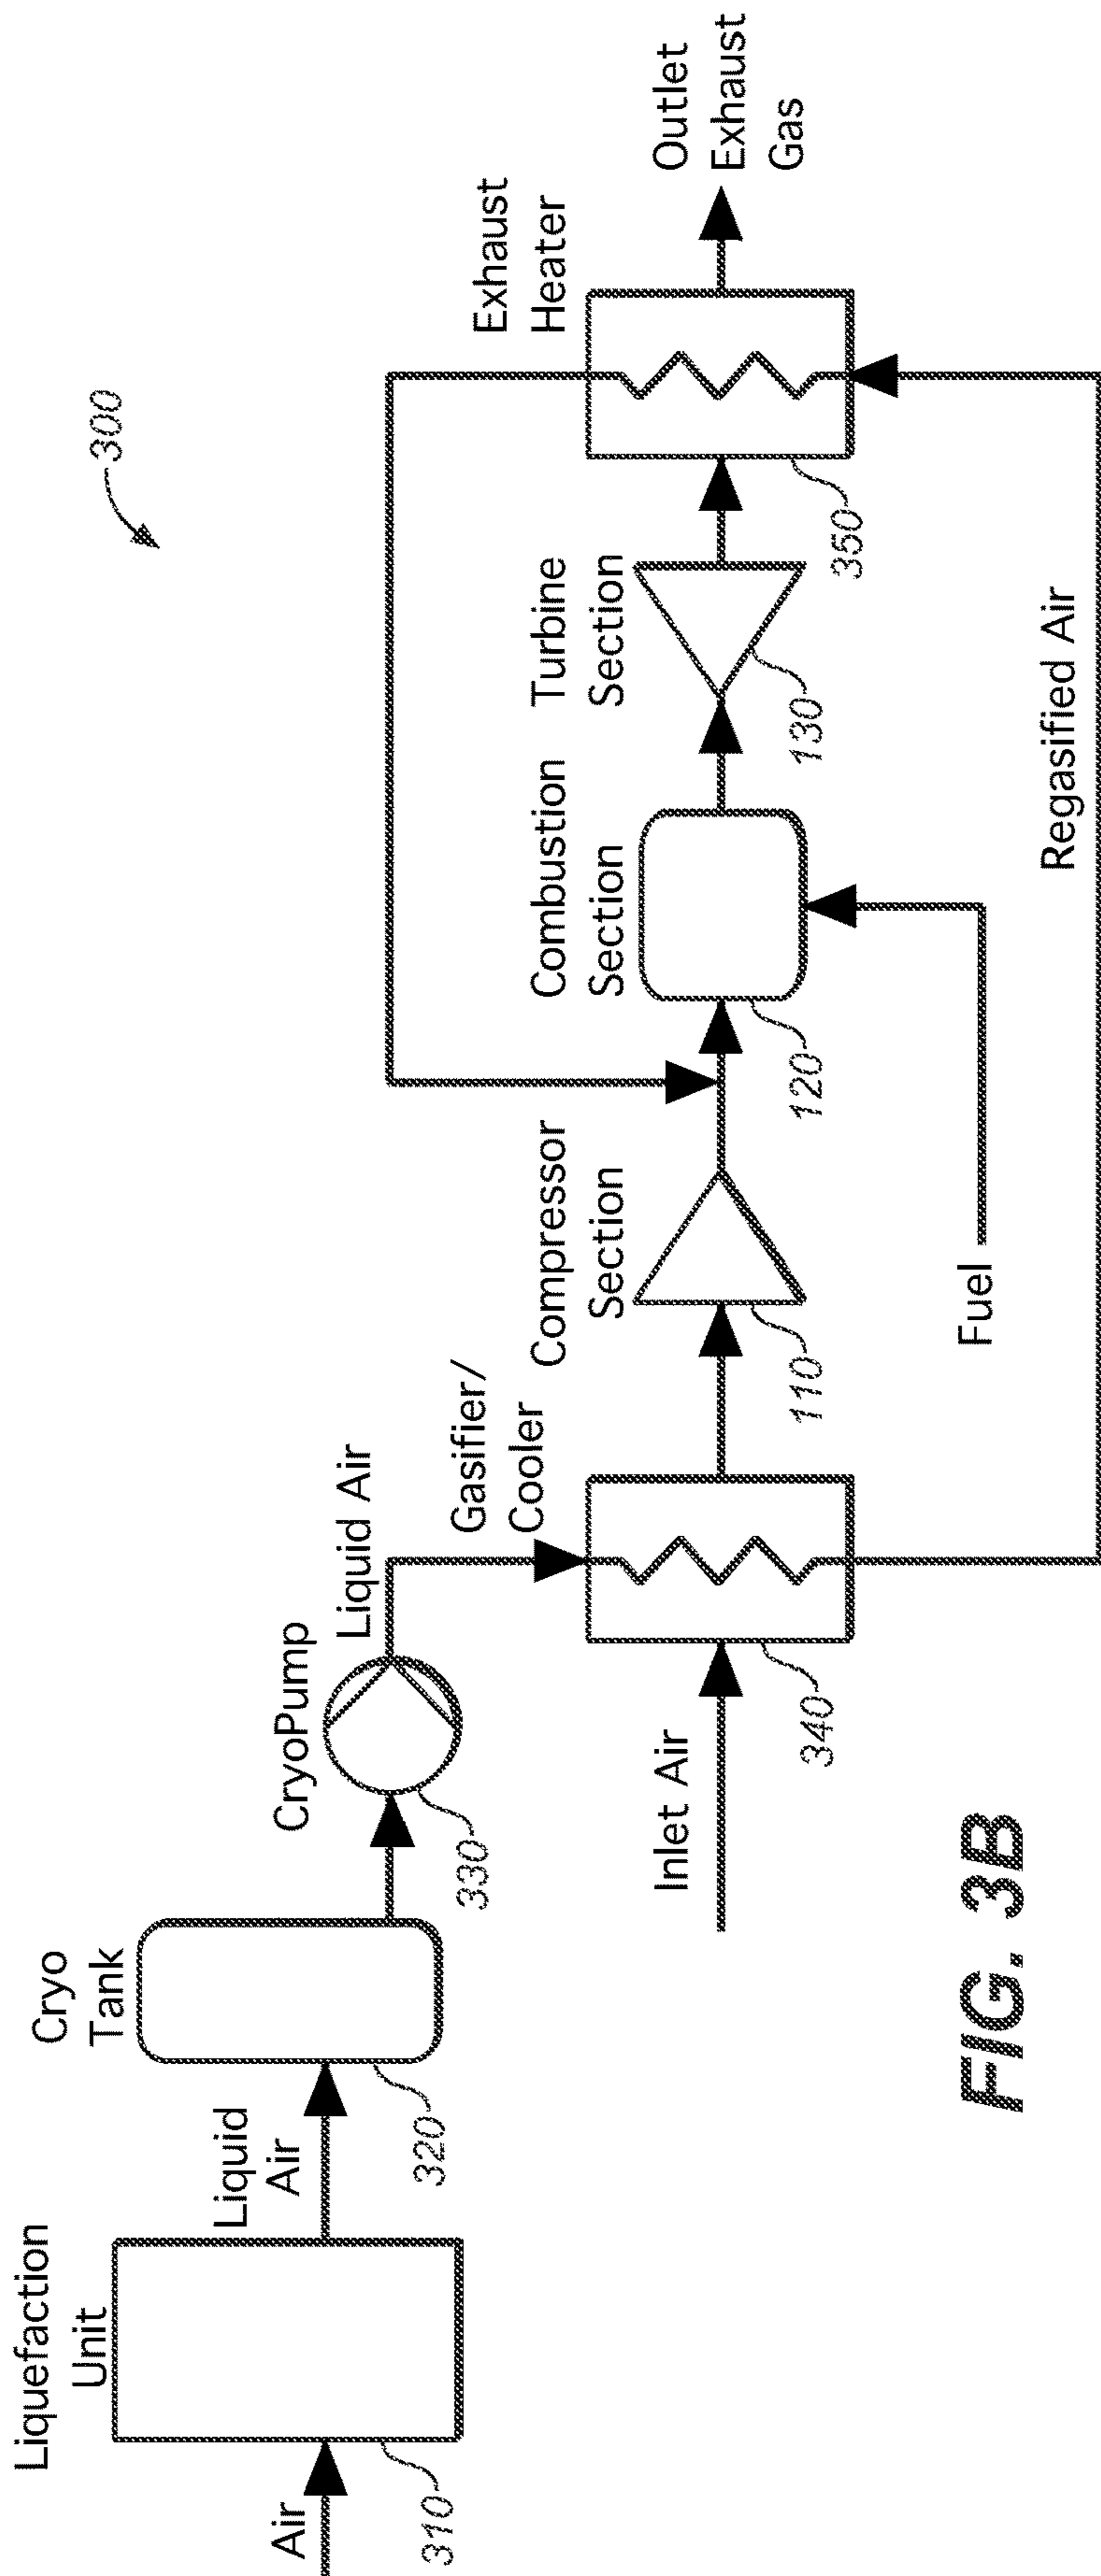 300
Air
Liquefaction
Unit
310
Liquid
Air
Cryo
Tank
320
CryoPump
330
Liquid Air
Gasifier/
Cooler
Inlet Air
340
Compressor
Section
110
Combustion
Section
120
Fuel
Turbine
Section
130
Exhaust
Heater
350
Outlet
Exhaust
Gas
Regasified Air
FIG. 3B